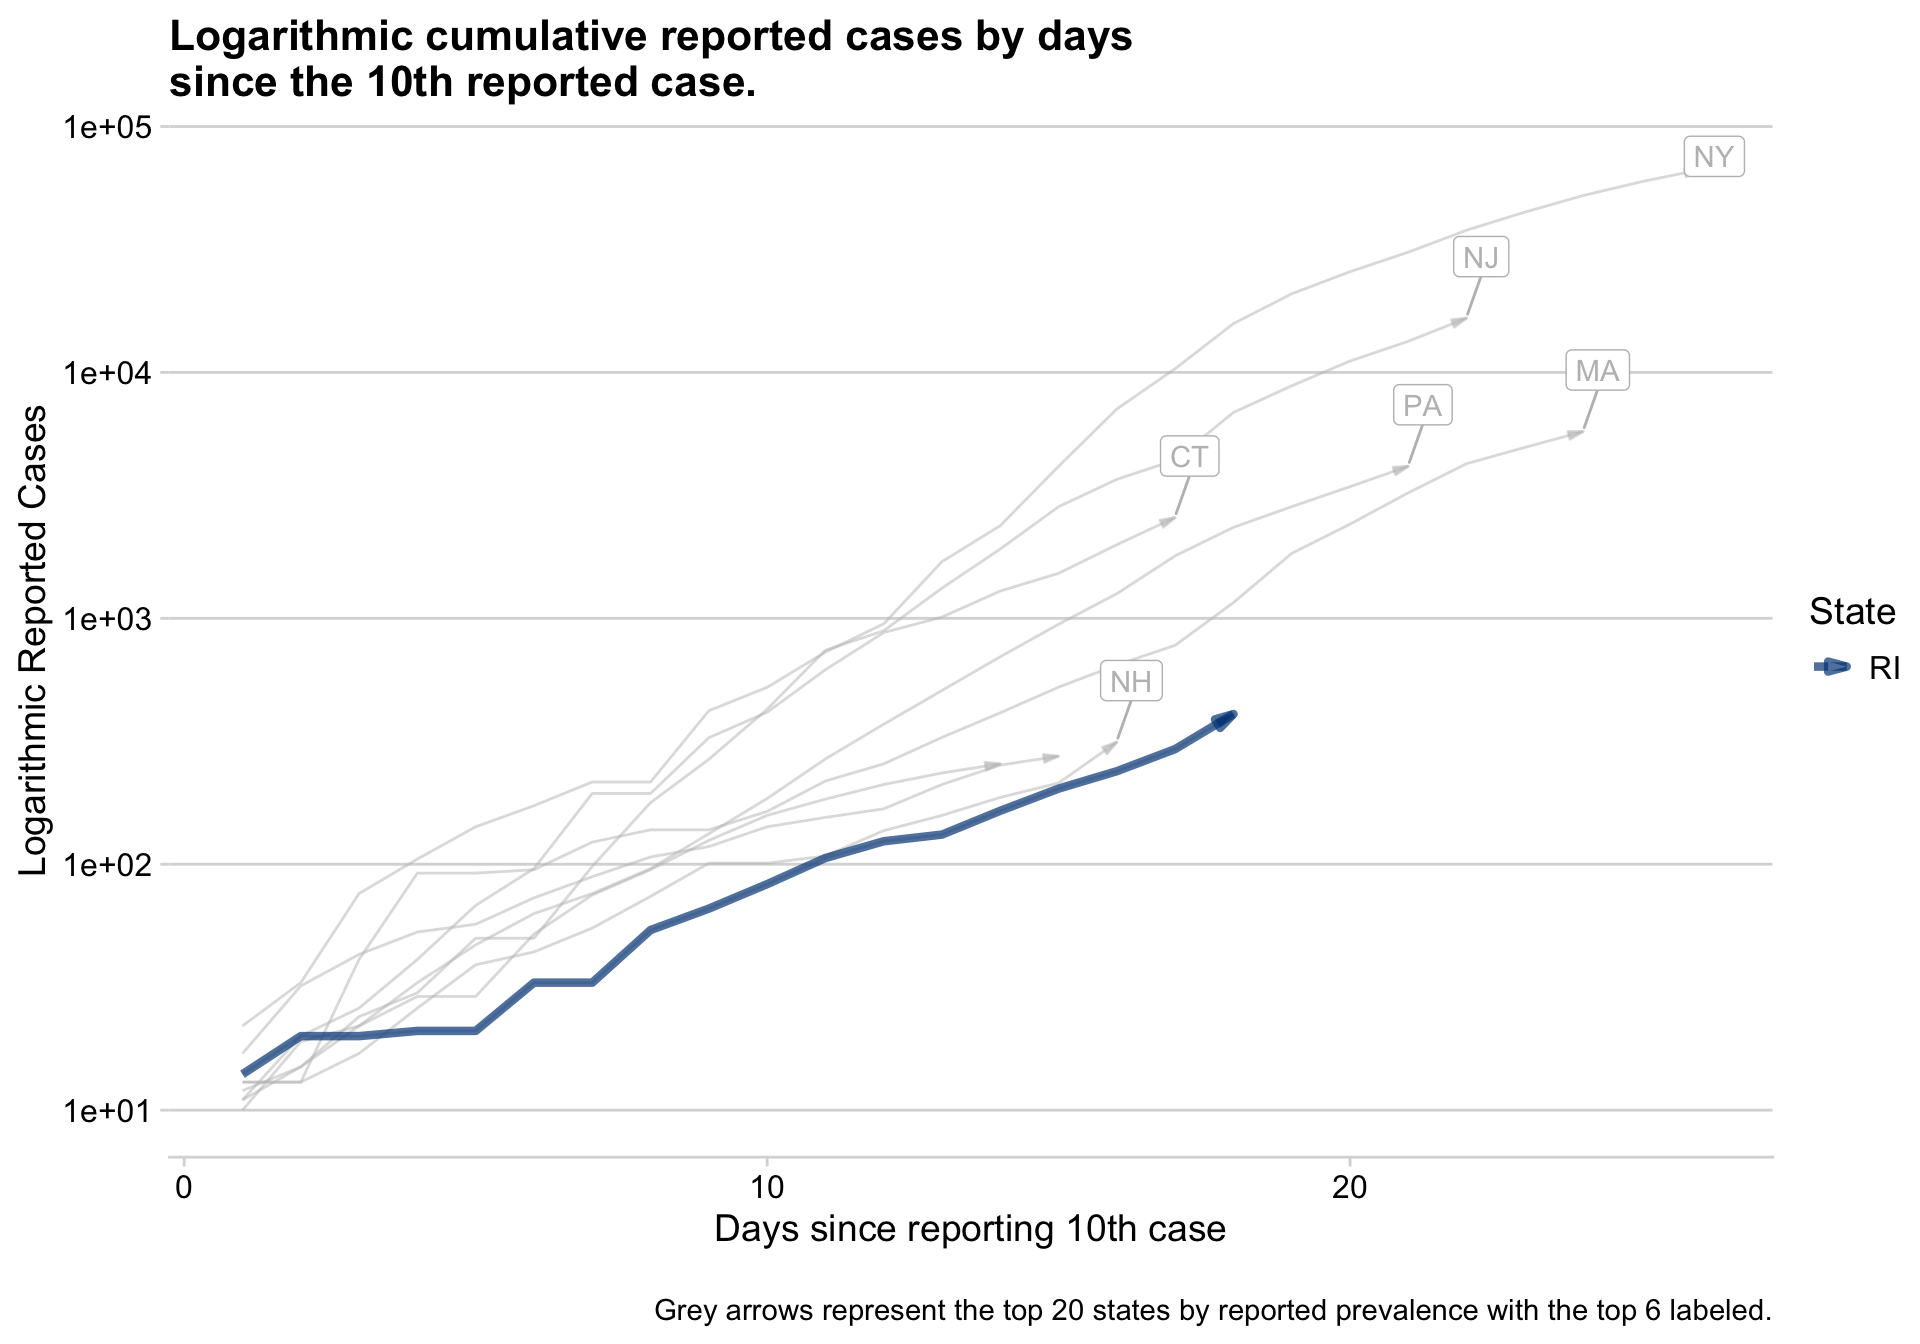 Logarithmic cumulative reported cases by days
since the 10th reported case.
1e+05
NY
NJ
1e+04
MA
PA
CT
1e+03
NH
1e+02
1e+01
Logarithmic Reported Cases
State
RI
0
10
20
Days since reporting 10th case
Grey arrows represent the top 20 states by reported prevalence with the top 6 labeled.